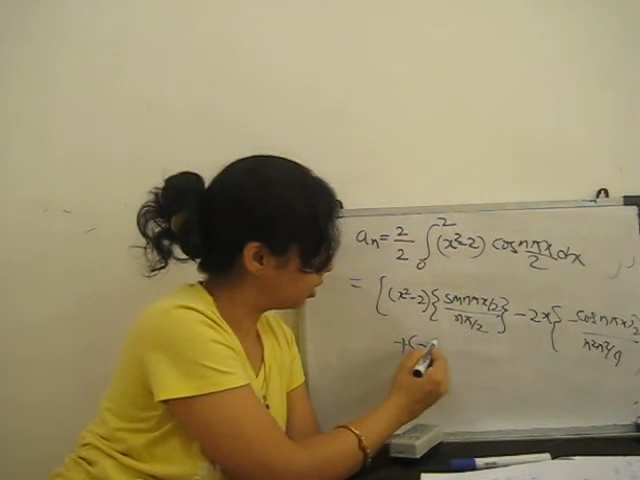 aₙ = 2/2 ∫₀² (x²-2) cos nπx/2 dx
= { (x²-2) { sin nπx/2 / nπ/2 } - 2x { -cos nπx/2 / n²π²/4
+(-